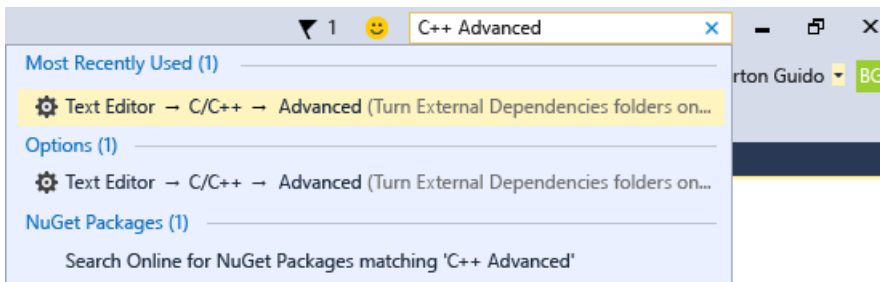 1 C++ Advanced
Most Recently Used (1)
rton Guido BG
Text Editor → C/C++ → Advanced (Turn External Dependencies folders on...
Options (1)
Text Editor → C/C++ → Advanced (Turn External Dependencies folders on...
NuGet Packages (1)
Search Online for NuGet Packages matching 'C++ Advanced'